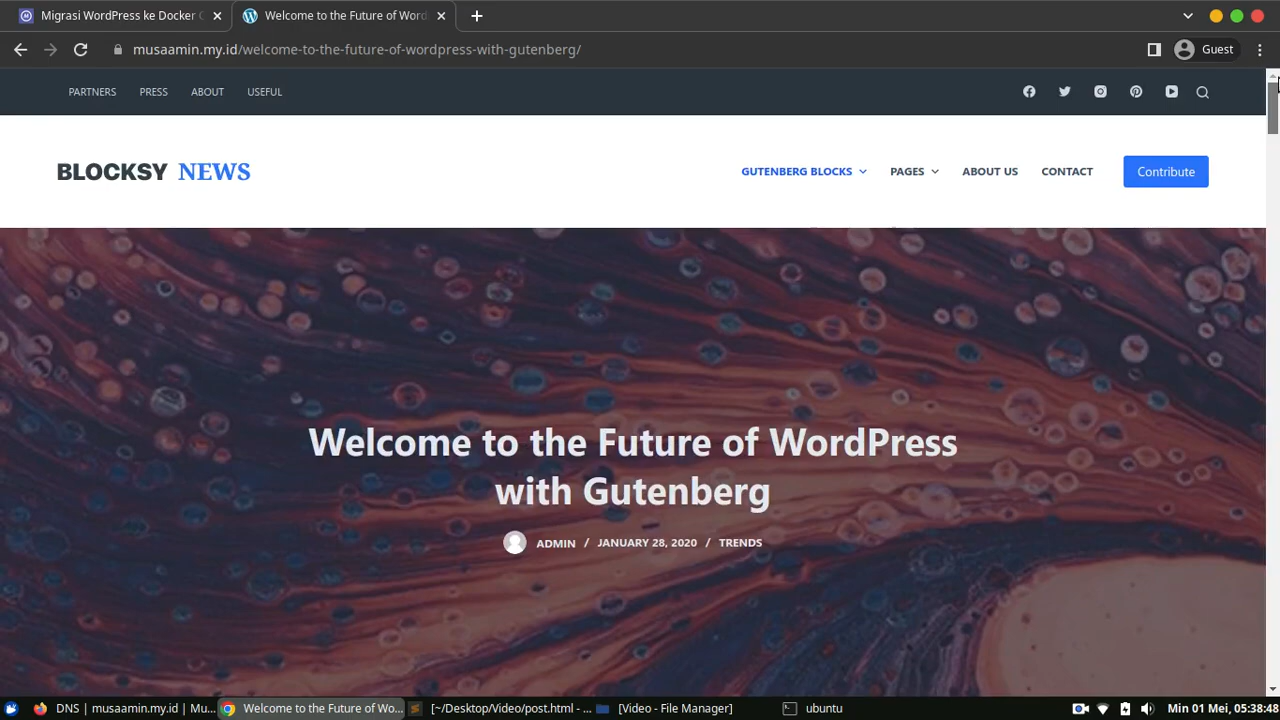 Migrasi WordPress ke Docker
Welcome to the Future of Word
musaamin.my.id/welcome-to-the-future-of-wordpress-with-gutenberg/
Guest
PARTNERS PRESS ABOUT USEFUL
BLOCKSY NEWS
GUTENBERG BLOCKS PAGES ABOUT US CONTACT Contribute
Welcome to the Future of WordPress
with Gutenberg
ADMIN / JANUARY 28, 2020 / TRENDS
DNS | musaamin.my.id | Mu... Welcome to the Future of Wo... [~/Desktop/Video/post.html - ... [Video - File Manager] ubuntu Min 01 Mei, 05:38:48